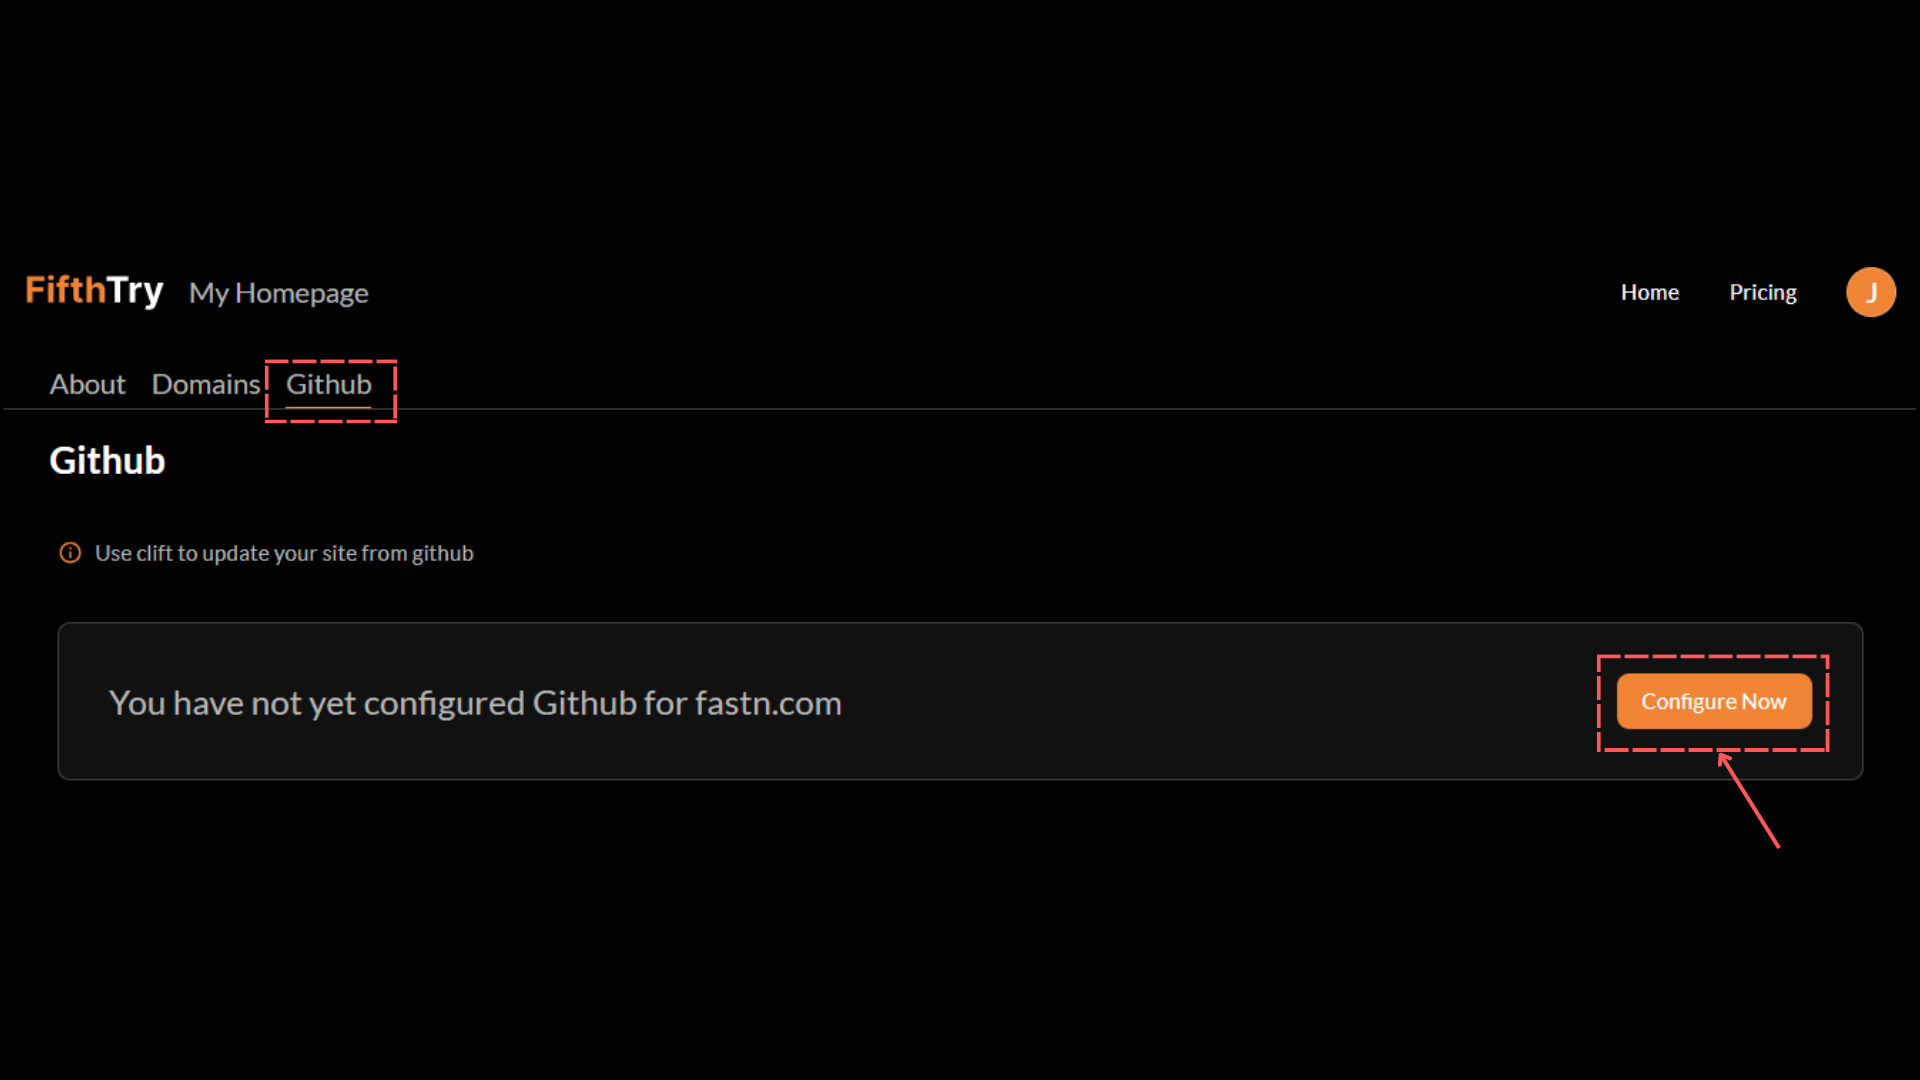 FifthTry My Homepage Home Pricing J
About Domains Github
Github
Use clift to update your site from github
You have not yet configured Github for fastn.com Configure Now